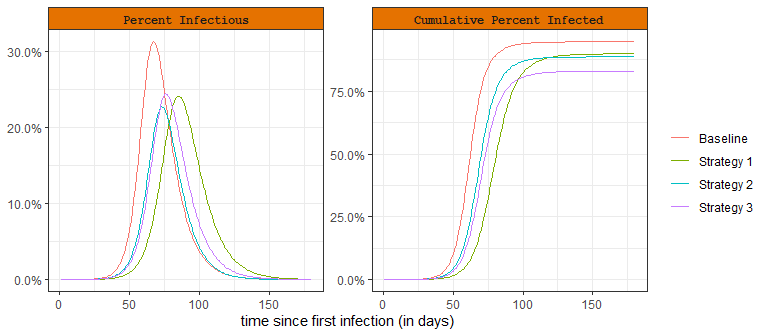 Percent Infectious
Cumulative Percent Infected
30.0%
20.0%
10.0%
0.0%
75.0%
50.0%
25.0%
0.0%
0 50 100 150
0 50 100 150
time since first infection (in days)
Baseline
Strategy 1
Strategy 2
Strategy 3